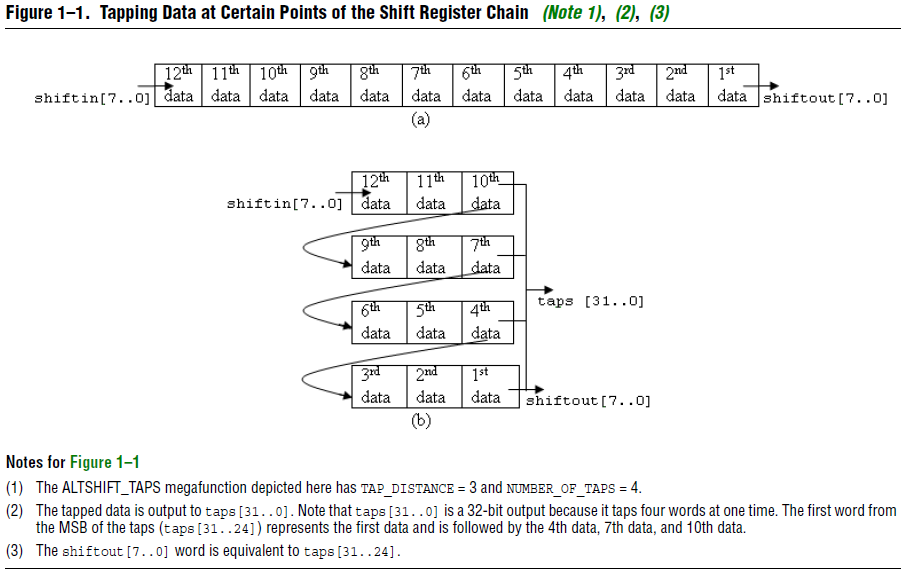 Figure 1–1. Tapping Data at Certain Points of the Shift Register Chain (Note 1), (2), (3)
12th 11th 10th 9th 8th 7th 6th 5th 4th 3rd 2nd 1st
shiftin[7..0] data data data data data data data data data data data data shiftout[7..0]
(a)
12th 11th 10th
shiftin[7..0] data data data
9th 8th 7th
data data data
taps [31..0]
6th 5th 4th
data data data
3rd 2nd 1st
data data data shiftout[7..0]
(b)
Notes for Figure 1–1
(1) The ALTSHIFT_TAPS megafunction depicted here has TAP_DISTANCE = 3 and NUMBER_OF_TAPS = 4.
(2) The tapped data is output to taps[31..0]. Note that taps[31..0] is a 32-bit output because it taps four words at one time. The first word from
the MSB of the taps (taps[31..24]) represents the first data and is followed by the 4th data, 7th data, and 10th data.
(3) The shiftout[7..0] word is equivalent to taps[31..24].